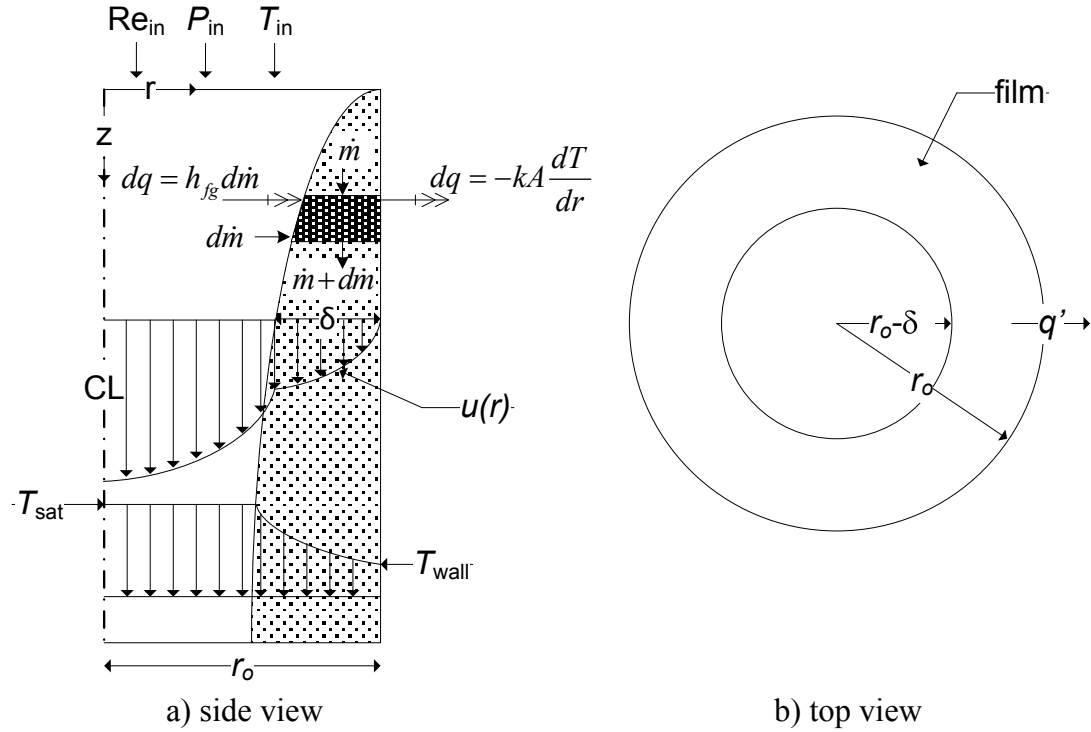 Re_in P_in T_in
r
z
ṁ
dq = h_fg dṁ
dq = -kA dT/dr
dṁ
ṁ + dṁ
δ
CL
u(r)
T_sat
T_wall
r_o
a) side view
film
r_o-δ
q'
r_o
b) top view